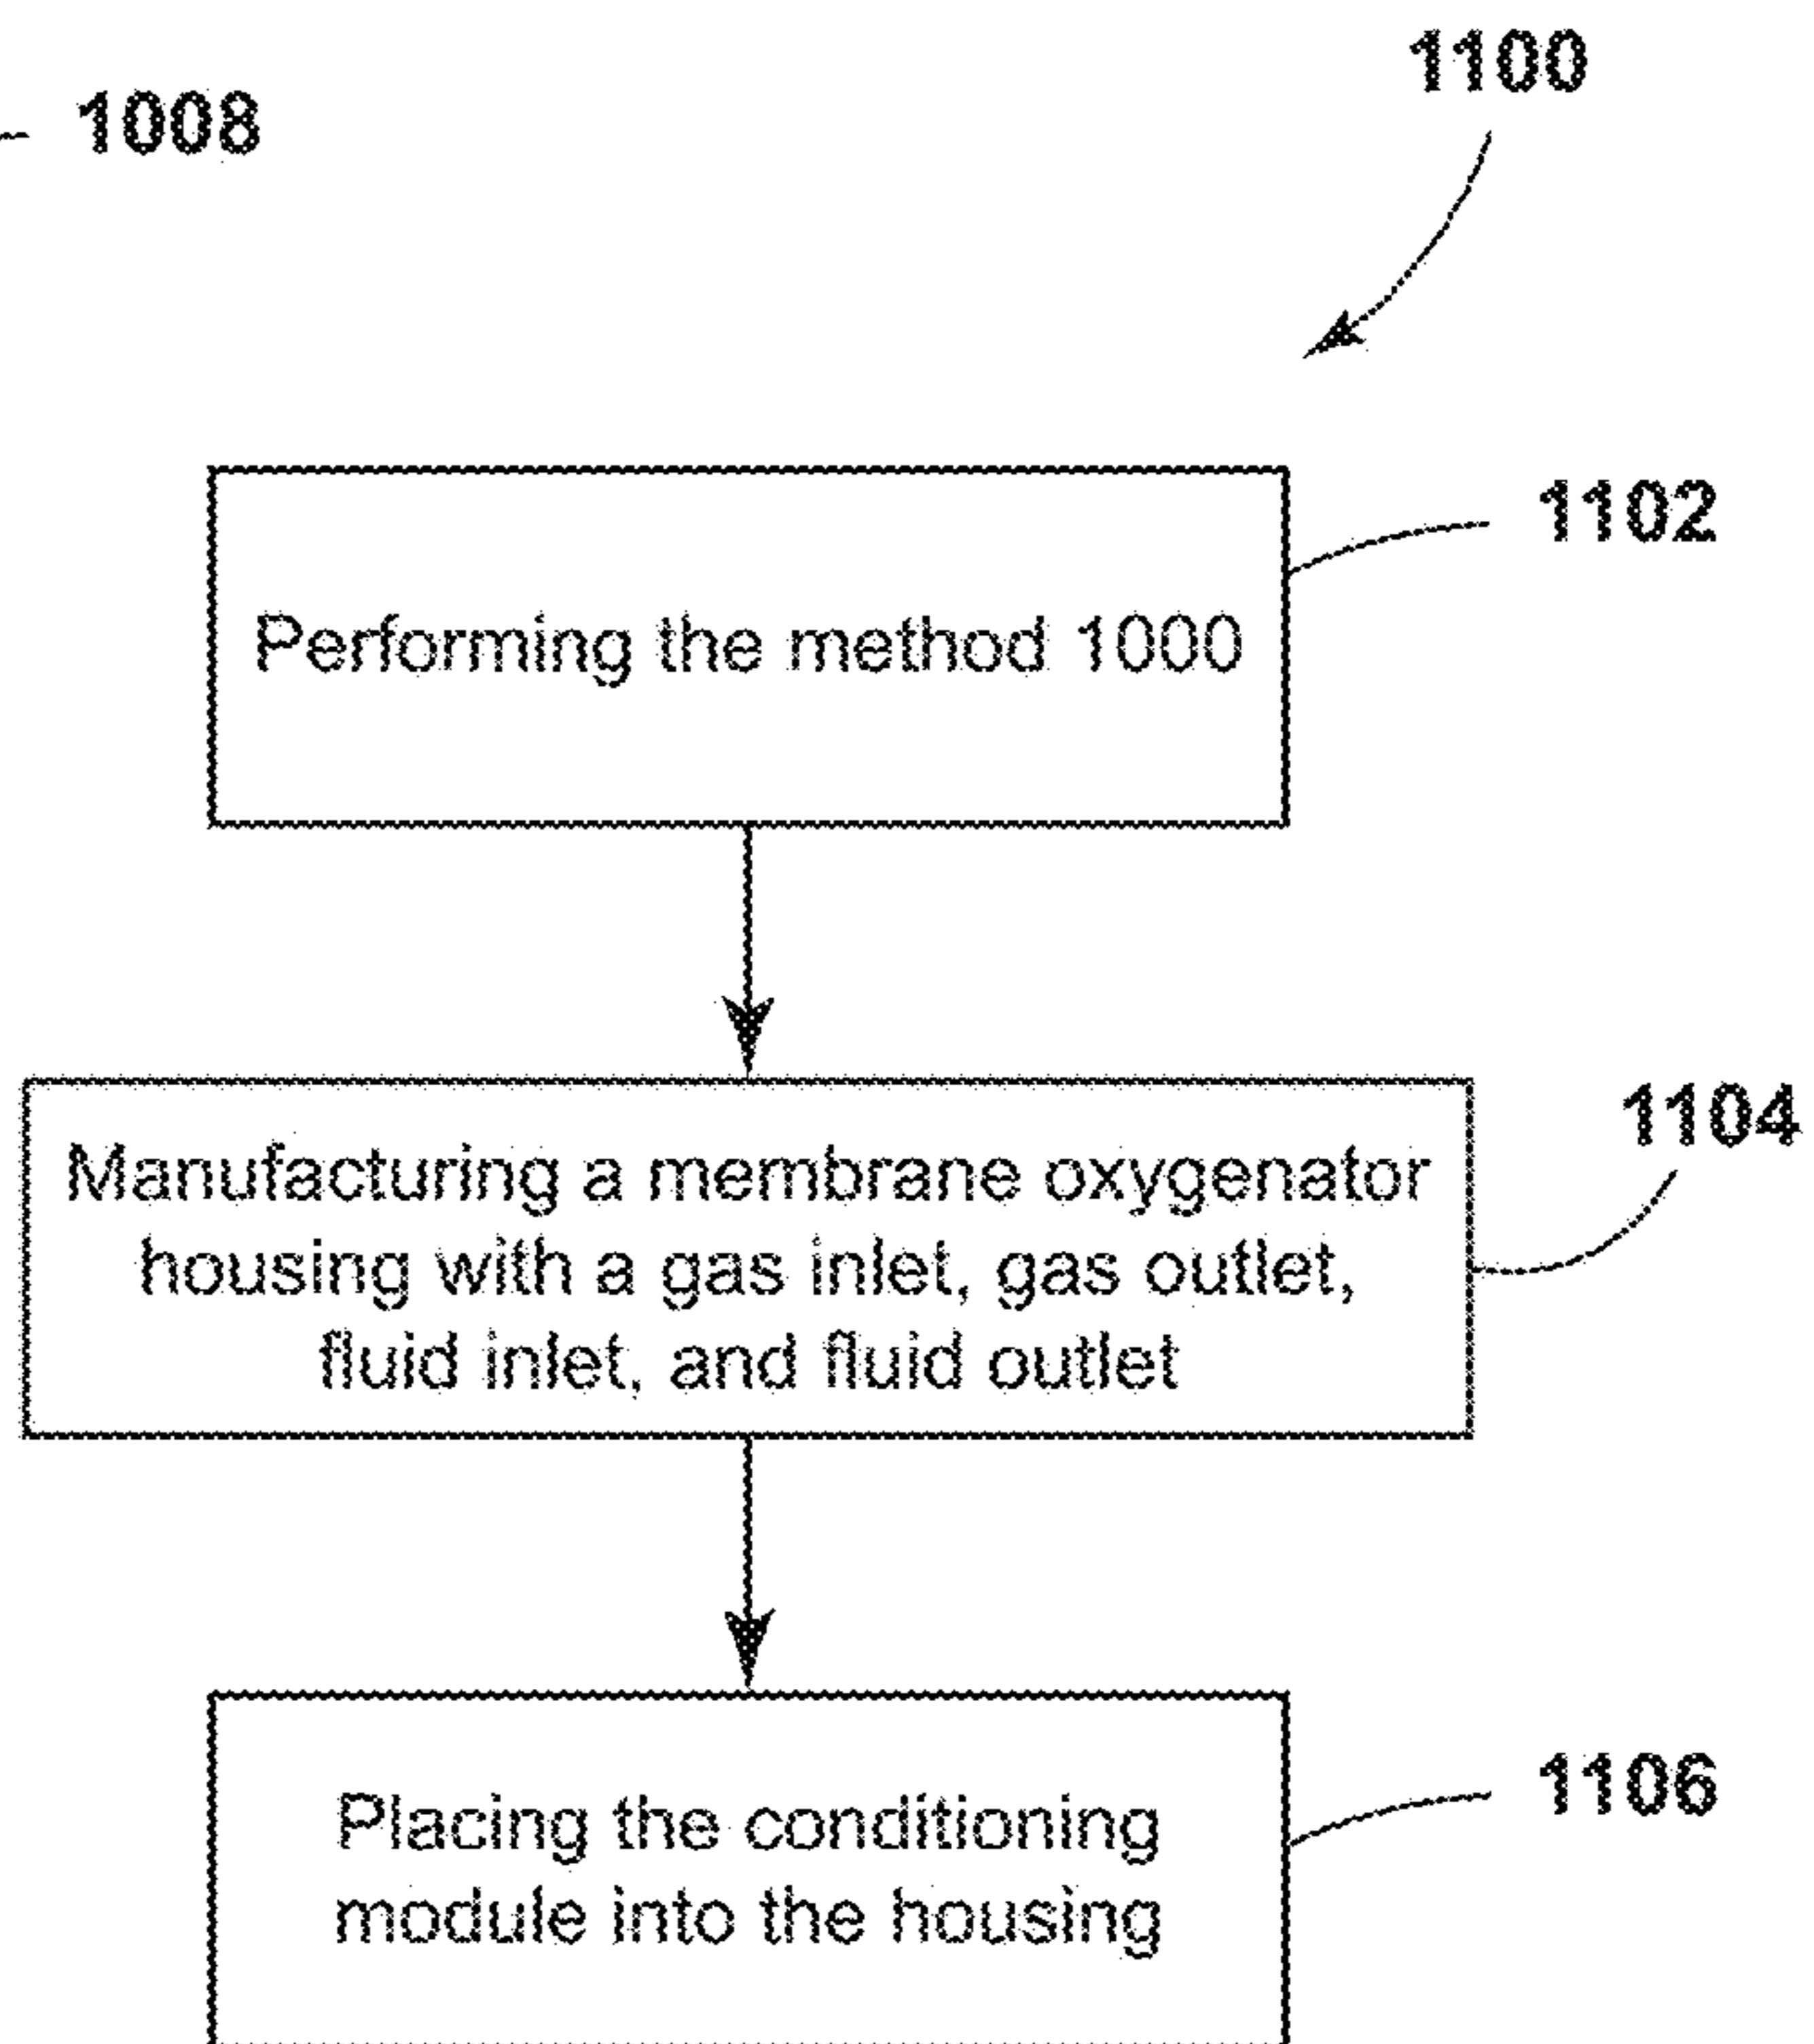 1100
1008
1102
Performing the method 1000
1104
Manufacturing a membrane oxygenator
housing with a gas inlet, gas outlet,
fluid inlet, and fluid outlet
1106
Placing the conditioning
module into the housing